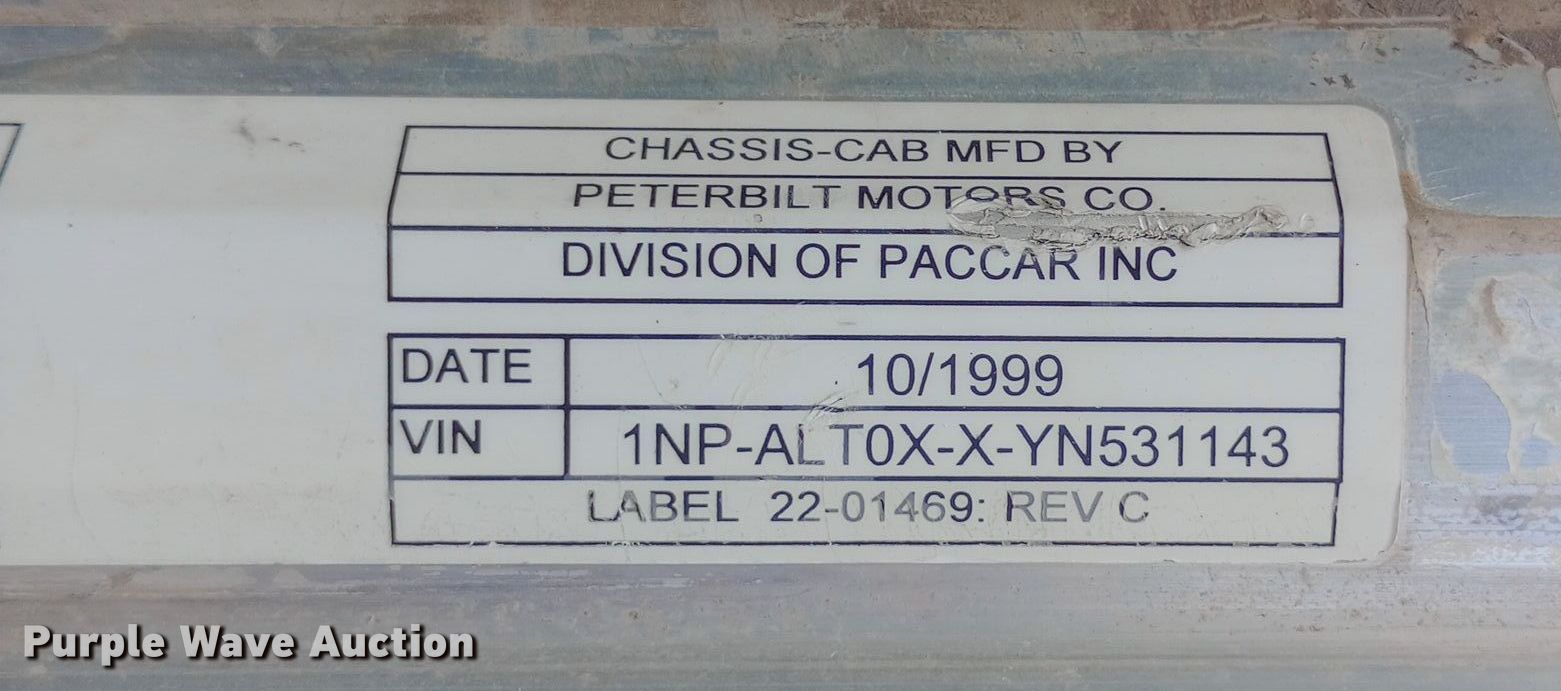 CHASSIS-CAB MFD BY
PETERBILT MOTORS CO.
DIVISION OF PACCAR INC
DATE 10/1999
VIN 1NP-ALT0X-X-YN531143
LABEL 22-01469: REV C
Purple Wave Auction